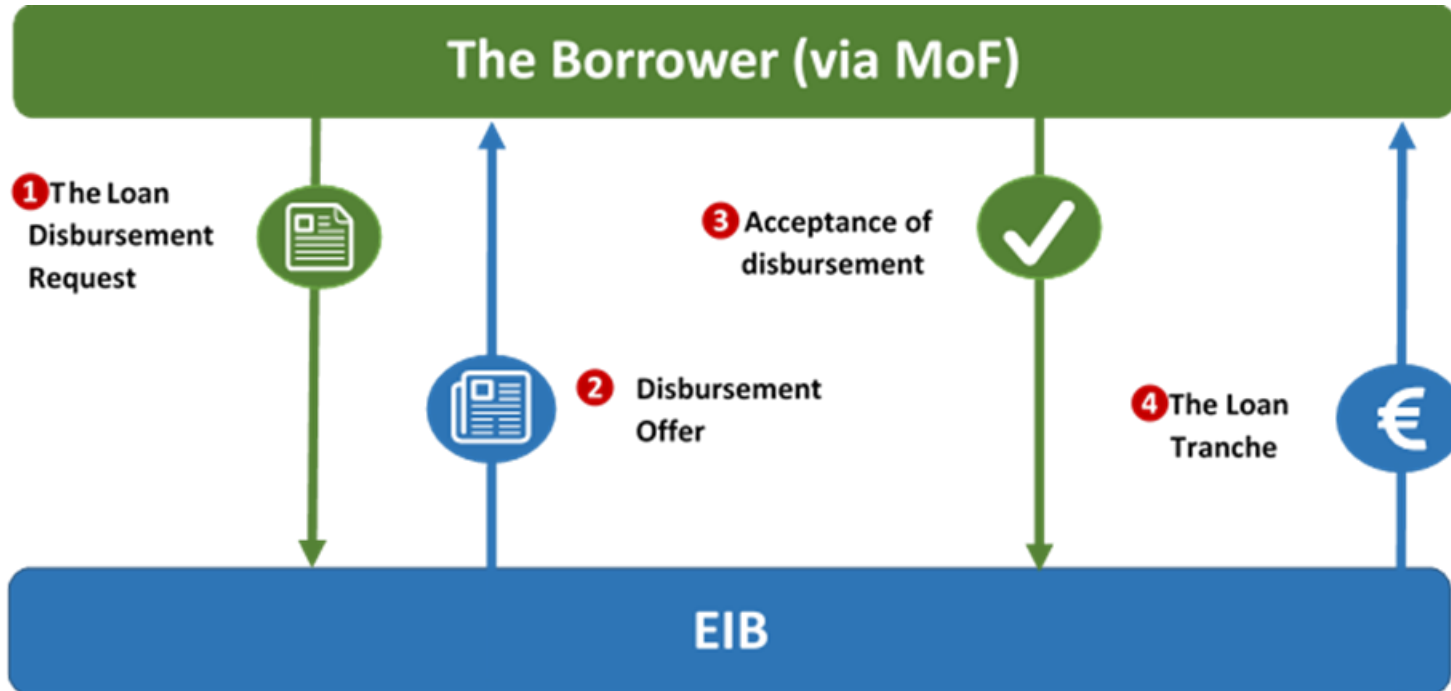 The Borrower (via MoF)
1 The Loan
Disbursement
Request
2 Disbursement
Offer
3 Acceptance of
disbursement
4 The Loan
Tranche
€
EIB